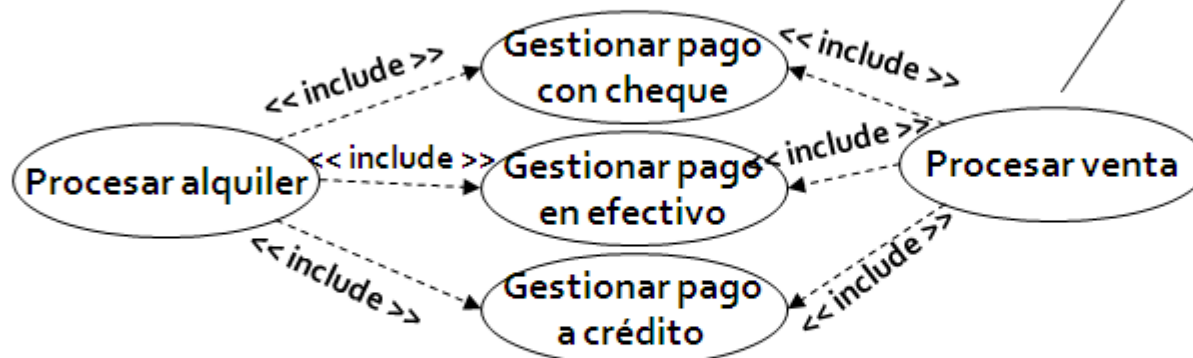 << include >>
Gestionar pago
con cheque
<< include >>
Procesar alquiler
<< include >>
Gestionar pago
en efectivo
<< include >>
Procesar venta
<< include >>
Gestionar pago
a crédito
<< include >>